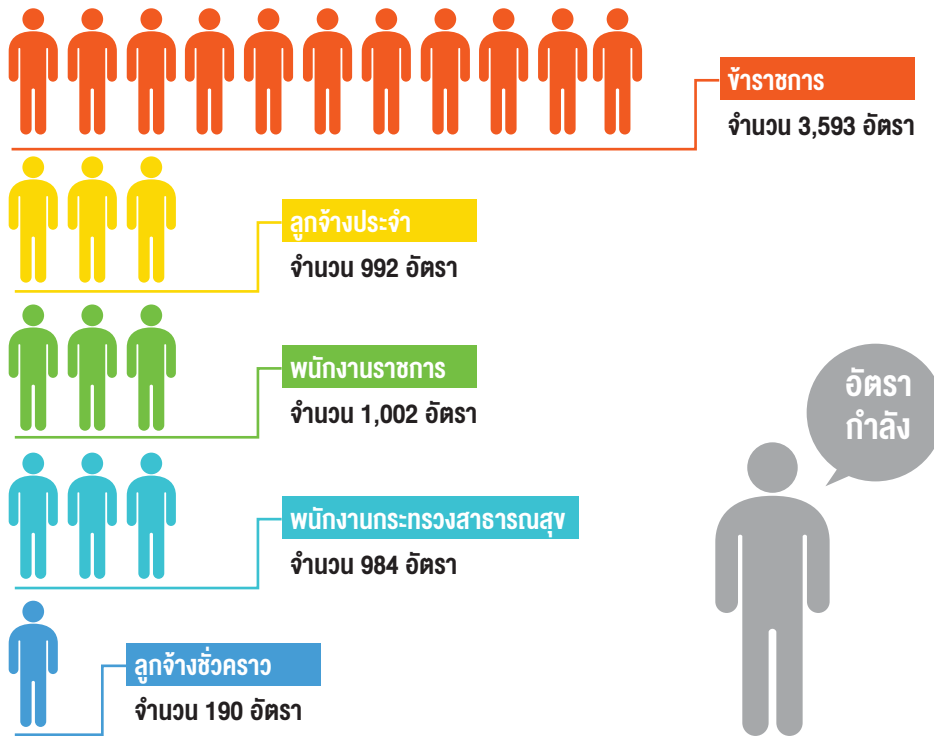 ข้าราชการ
จำนวน 3,593 อัตรา
ลูกจ้างประจำ
จำนวน 992 อัตรา
พนักงานราชการ
จำนวน 1,002 อัตรา
อัตรา
กำลัง
พนักงานกระทรวงสาธารณสุข
จำนวน 984 อัตรา
ลูกจ้างชั่วคราว
จำนวน 190 อัตรา